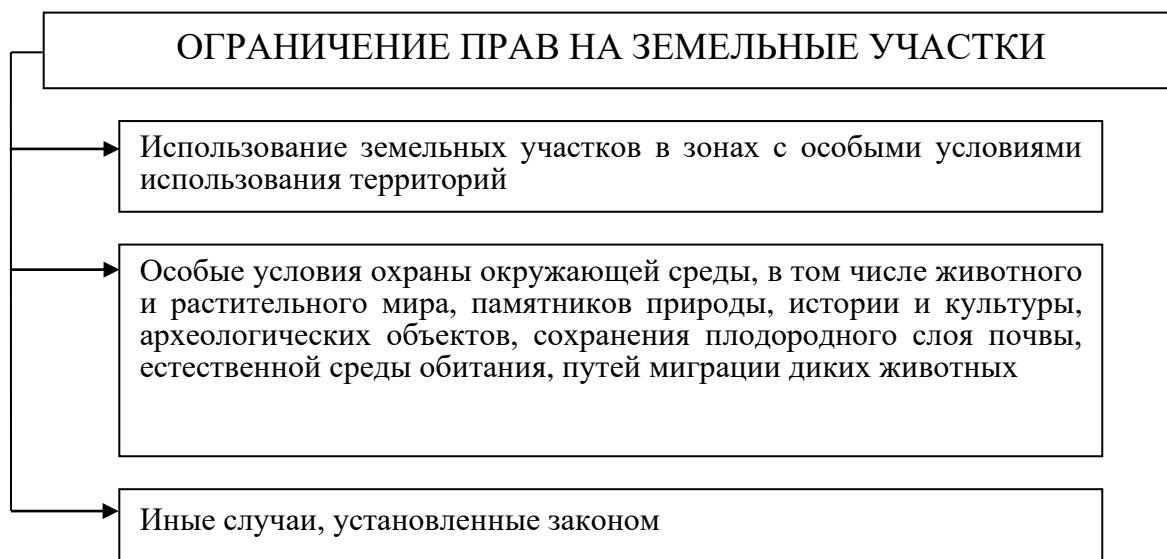 ОГРАНИЧЕНИЕ ПРАВ НА ЗЕМЕЛЬНЫЕ УЧАСТКИ
Использование земельных участков в зонах с особыми условиями
использования территорий
Особые условия охраны окружающей среды, в том числе животного
и растительного мира, памятников природы, истории и культуры,
археологических объектов, сохранения плодородного слоя почвы,
естественной среды обитания, путей миграции диких животных
Иные случаи, установленные законом